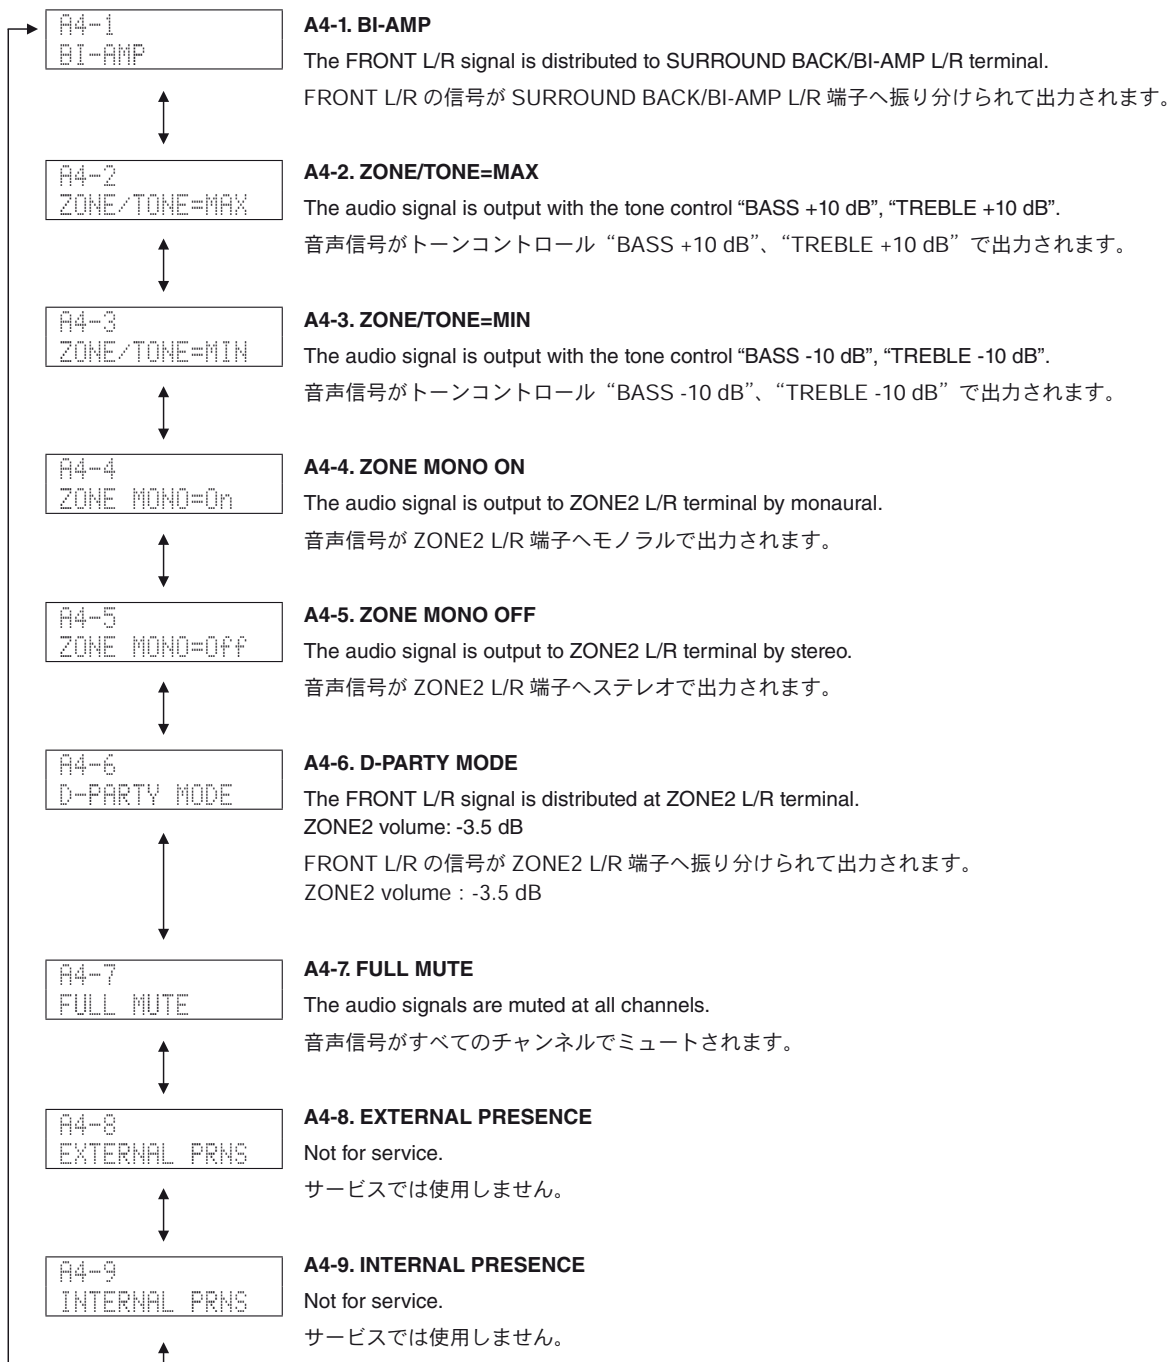 A4-1
BI-AMP
A4-1. BI-AMP
The FRONT L/R signal is distributed to SURROUND BACK/BI-AMP L/R terminal.
FRONT L/R の信号が SURROUND BACK/BI-AMP L/R 端子へ振り分けられて出力されます。
A4-2
ZONE/TONE=MAX
A4-2. ZONE/TONE=MAX
The audio signal is output with the tone control “BASS +10 dB”, “TREBLE +10 dB”.
音声信号がトーンコントロール “BASS +10 dB”、“TREBLE +10 dB” で出力されます。
A4-3
ZONE/TONE=MIN
A4-3. ZONE/TONE=MIN
The audio signal is output with the tone control “BASS -10 dB”, “TREBLE -10 dB”.
音声信号がトーンコントロール “BASS -10 dB”、“TREBLE -10 dB” で出力されます。
A4-4
ZONE MONO=On
A4-4. ZONE MONO ON
The audio signal is output to ZONE2 L/R terminal by monaural.
音声信号が ZONE2 L/R 端子へモノラルで出力されます。
A4-5
ZONE MONO=Off
A4-5. ZONE MONO OFF
The audio signal is output to ZONE2 L/R terminal by stereo.
音声信号が ZONE2 L/R 端子へステレオで出力されます。
A4-6
D-PARTY MODE
A4-6. D-PARTY MODE
The FRONT L/R signal is distributed at ZONE2 L/R terminal.
ZONE2 volume: -3.5 dB
FRONT L/R の信号が ZONE2 L/R 端子へ振り分けられて出力されます。
ZONE2 volume：-3.5 dB
A4-7
FULL MUTE
A4-7. FULL MUTE
The audio signals are muted at all channels.
音声信号がすべてのチャンネルでミュートされます。
A4-8
EXTERNAL PRNS
A4-8. EXTERNAL PRESENCE
Not for service.
サービスでは使用しません。
A4-9
INTERNAL PRNS
A4-9. INTERNAL PRESENCE
Not for service.
サービスでは使用しません。